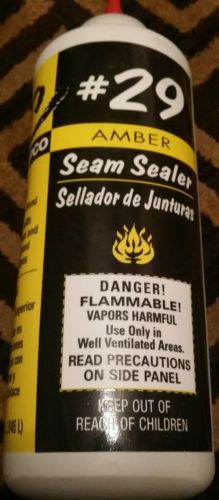 #29
AMBER
Seam Sealer
Sellador de Junturas
DANGER!
FLAMMABLE!
VAPORS HARMFUL
Use Only in
Well Ventilated Areas.
READ PRECAUTIONS
ON SIDE PANEL
KEEP OUT OF
REACH OF CHILDREN